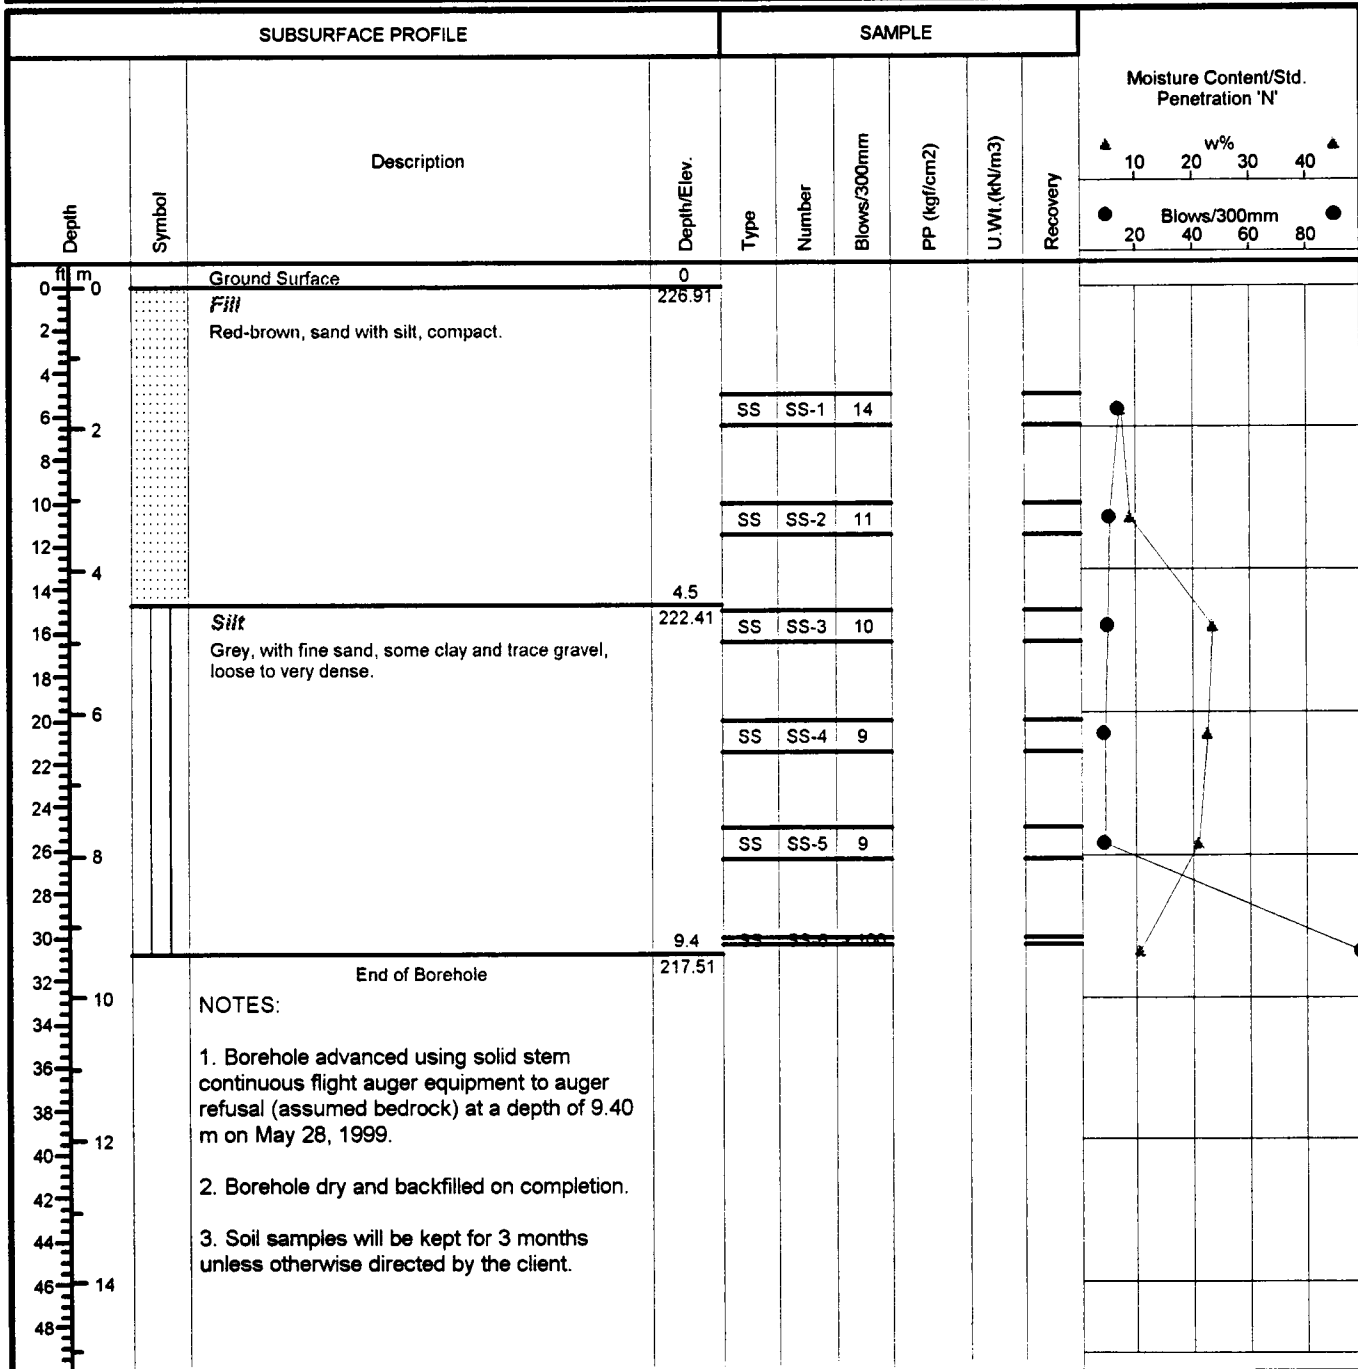 SUBSURFACE PROFILE
SAMPLE
Moisture Content/Std.
Penetration 'N'
w%
10 20 30 40
Blows/300mm
20 40 60 80
Depth
Symbol
Description
Depth/Elev.
Type
Number
Blows/300mm
PP (kgf/cm2)
U.Wt.(kN/m3)
Recovery
ft m
0 0
Ground Surface
0
226.91
Fill
Red-brown, sand with silt, compact.
2
4
SS SS-1 14
6
2
8
10
SS SS-2 11
12
4
14
4.5
222.41
Silt
Grey, with fine sand, some clay and trace gravel,
loose to very dense.
SS SS-3 10
16
18
6
20
SS SS-4 9
22
24
SS SS-5 9
26
8
28
30
9.4
217.51
End of Borehole
32
10
NOTES:
34
1. Borehole advanced using solid stem
continuous flight auger equipment to auger
refusal (assumed bedrock) at a depth of 9.40
m on May 28, 1999.
36
38
12
40
2. Borehole dry and backfilled on completion.
42
3. Soil samples will be kept for 3 months
unless otherwise directed by the client.
44
46
14
48